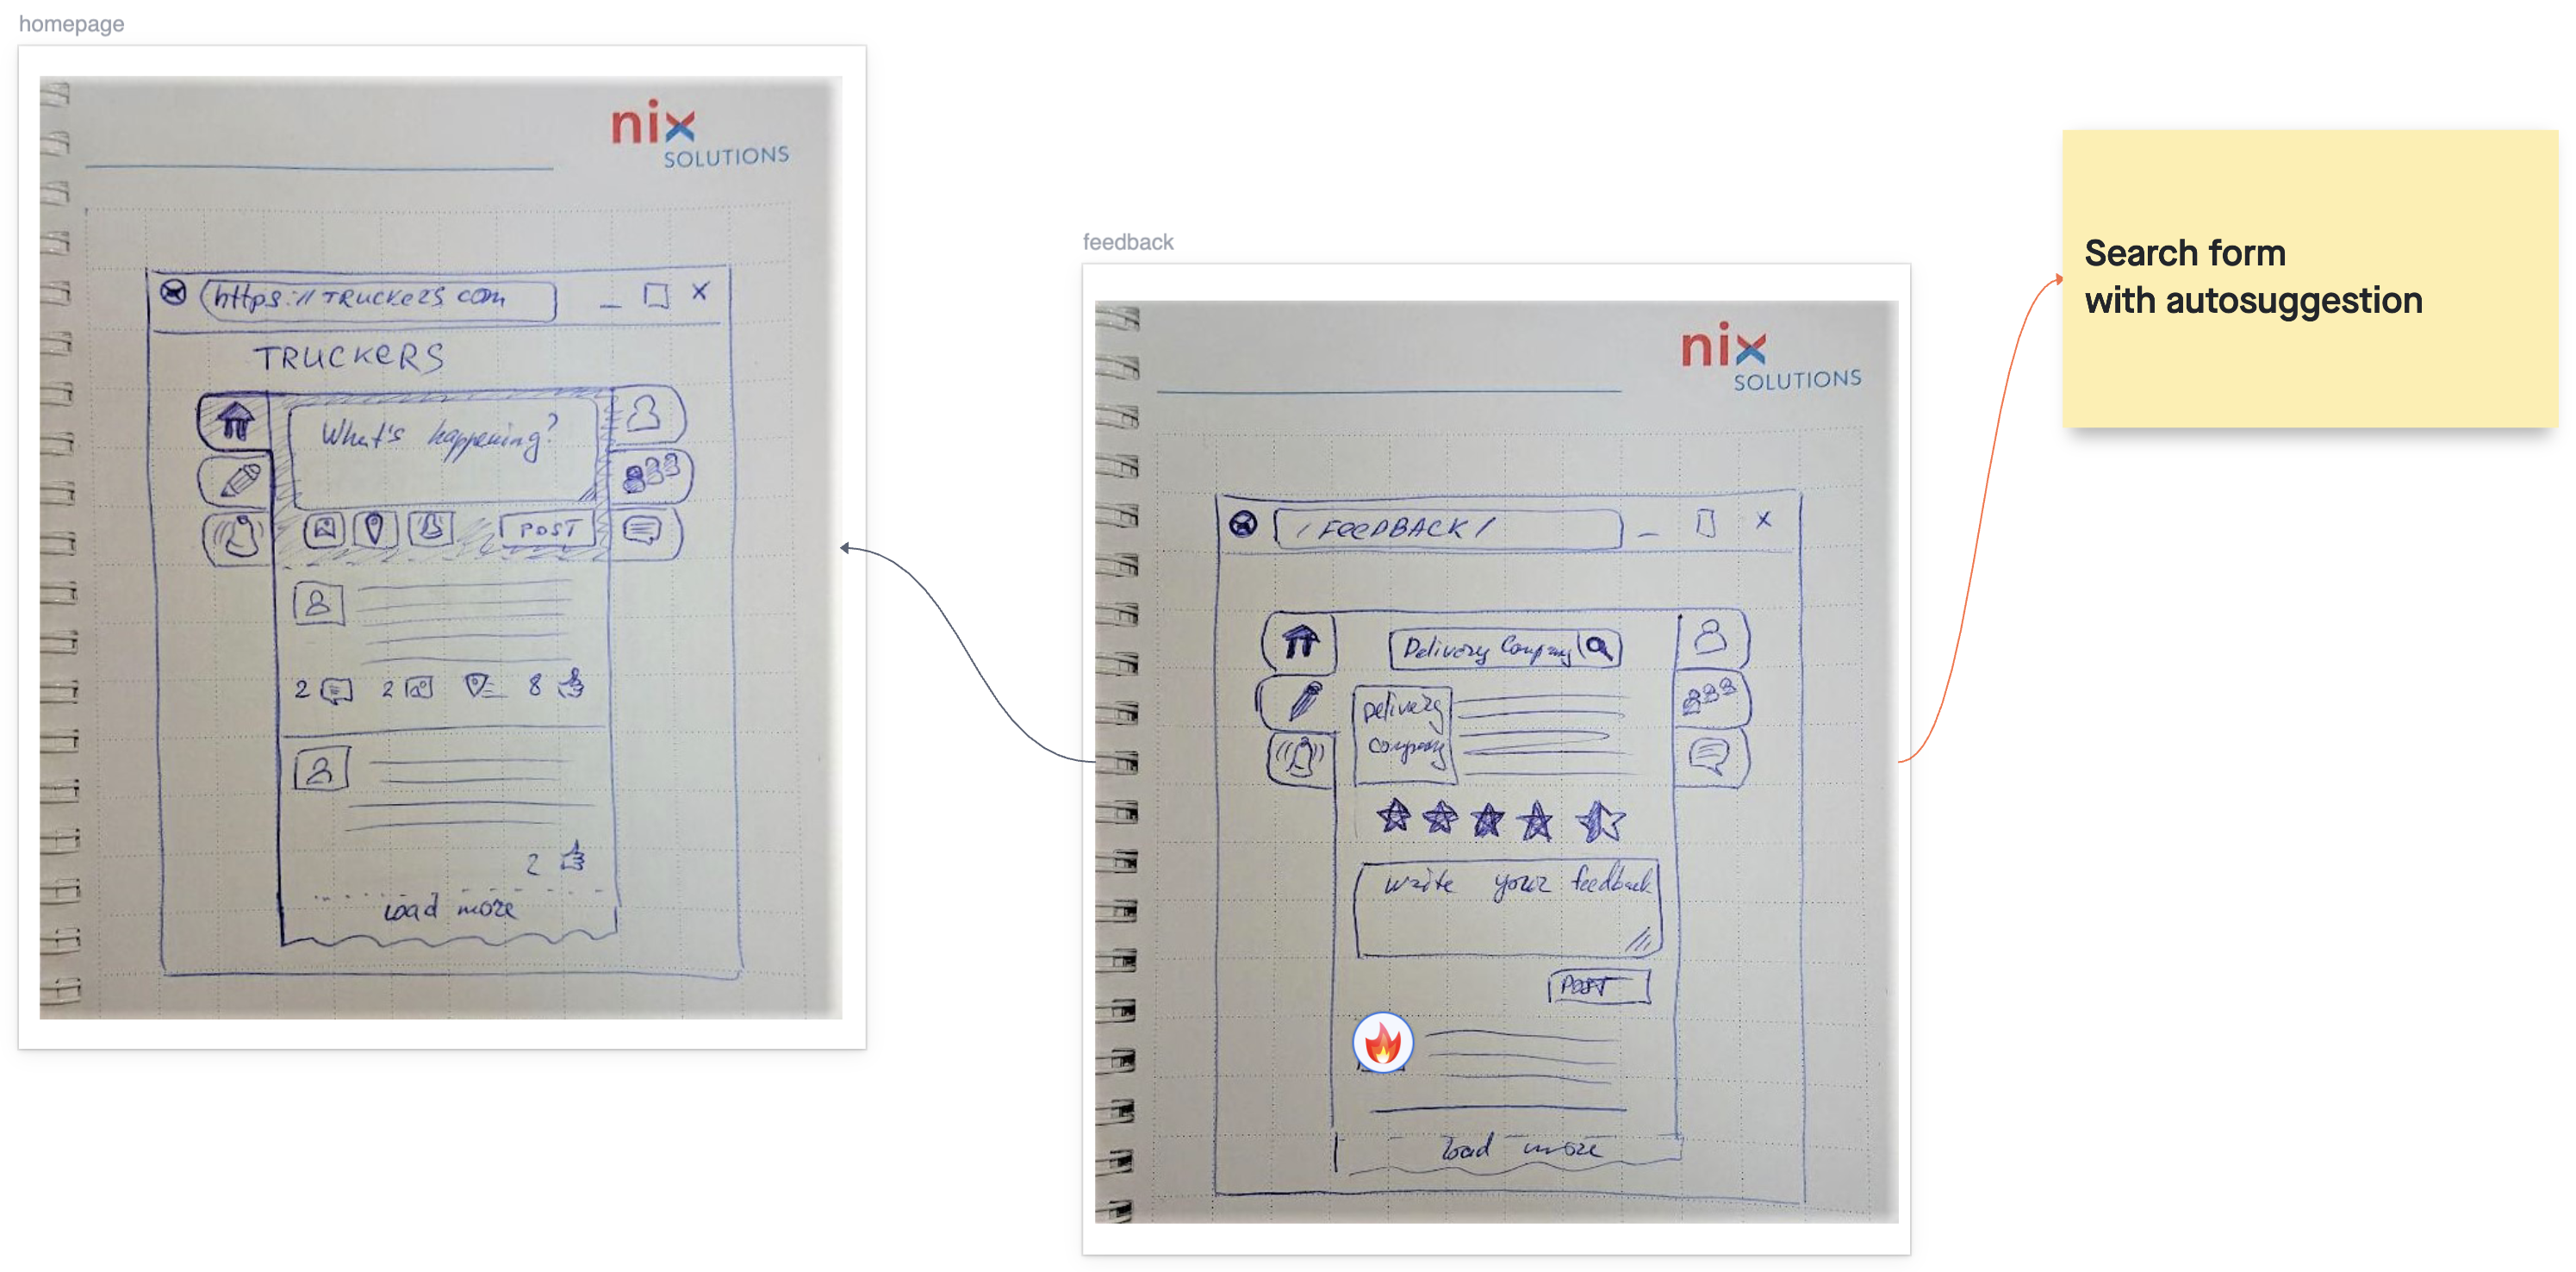 homepage
nix
SOLUTIONS
https://TRUCKERS.com
TRUCKERS
What's happening?
POST
2 2 8
2
Load more
feedback
nix
SOLUTIONS
/FEEDBACK/
Delivery Company
Delivery
company
write your feedback
POST
load more
Search form
with autosuggestion